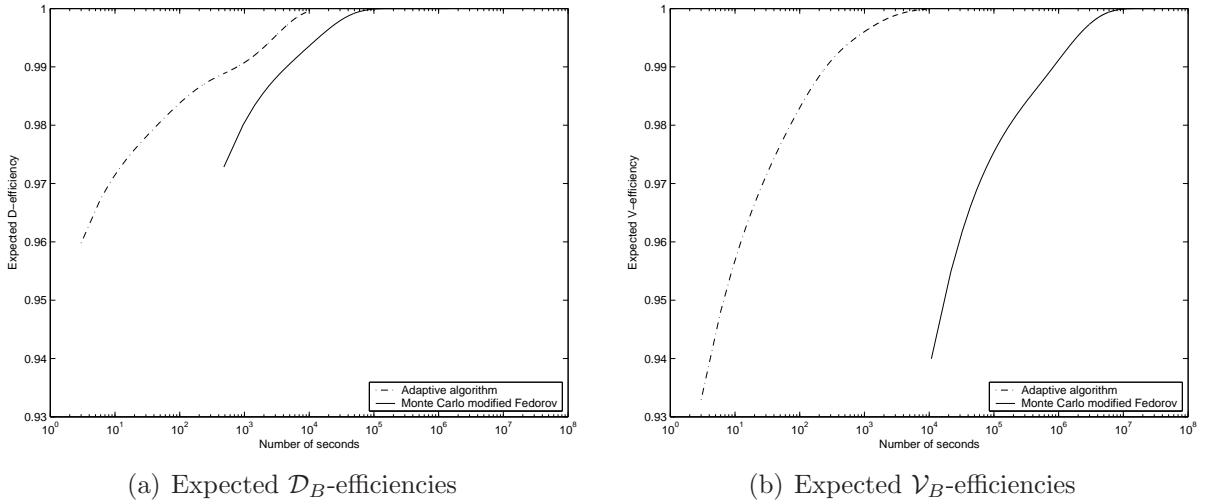 1
0.99
0.98
0.97
0.96
0.95
0.94
0.93
Expected D−efficiency
10^0 10^1 10^2 10^3 10^4 10^5 10^6 10^7 10^8
Number of seconds
Adaptive algorithm
Monte Carlo modified Fedorov
(a) Expected 𝒟_B-efficiencies
1
0.99
0.98
0.97
0.96
0.95
0.94
0.93
Expected V−efficiency
10^0 10^1 10^2 10^3 10^4 10^5 10^6 10^7 10^8
Number of seconds
Adaptive algorithm
Monte Carlo modified Fedorov
(b) Expected 𝒱_B-efficiencies